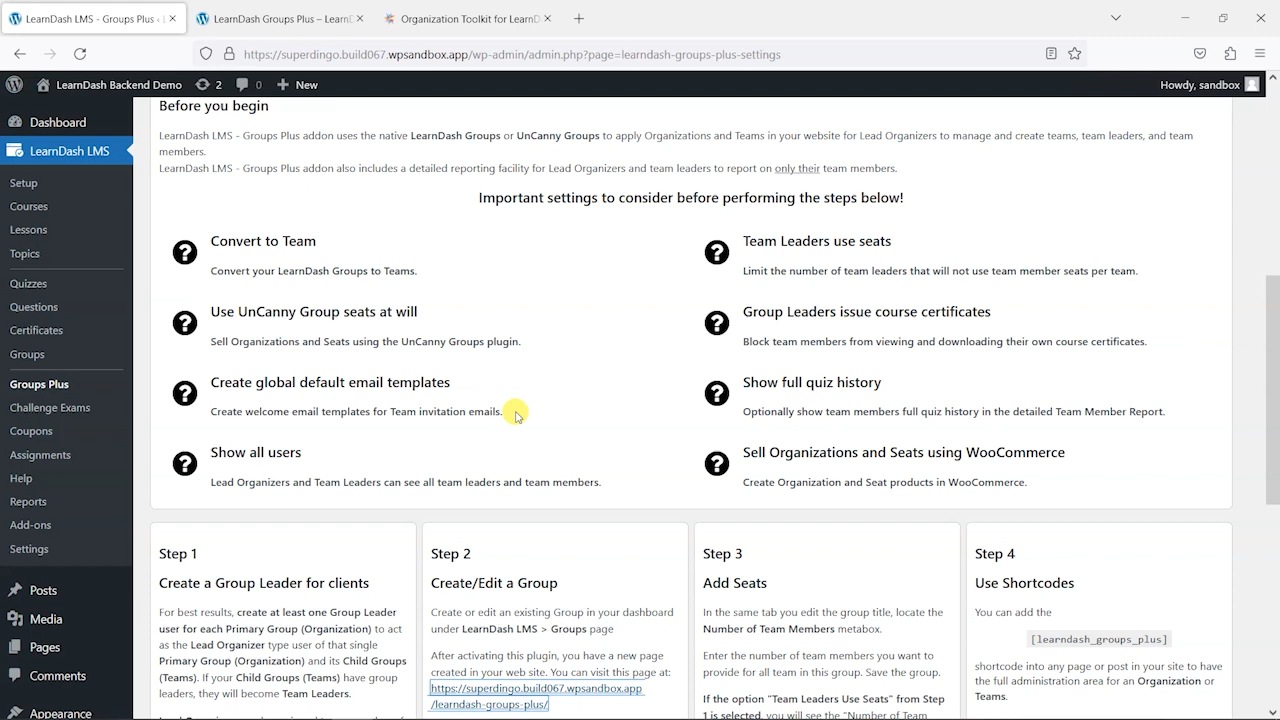 LearnDash LMS - Groups Plus ‹ L
LearnDash Groups Plus – LearnD
Organization Toolkit for LearnD
https://superdingo.build067.wpsandbox.app/wp-admin/admin.php?page=learndash-groups-plus-settings
LearnDash Backend Demo 2 0 New
Howdy, sandbox
Dashboard
LearnDash LMS
Setup
Courses
Lessons
Topics
Quizzes
Questions
Certificates
Groups
Groups Plus
Challenge Exams
Coupons
Assignments
Help
Reports
Add-ons
Settings
Posts
Media
Pages
Comments
Appearance
Before you begin
LearnDash LMS - Groups Plus addon uses the native LearnDash Groups or UnCanny Groups to apply Organizations and Teams in your website for Lead Organizers to manage and create teams, team leaders, and team
members.
LearnDash LMS - Groups Plus addon also includes a detailed reporting facility for Lead Organizers and team leaders to report on only their team members.
Important settings to consider before performing the steps below!
Convert to Team
Convert your LearnDash Groups to Teams.
Team Leaders use seats
Limit the number of team leaders that will not use team member seats per team.
Use UnCanny Group seats at will
Sell Organizations and Seats using the UnCanny Groups plugin.
Group Leaders issue course certificates
Block team members from viewing and downloading their own course certificates.
Create global default email templates
Create welcome email templates for Team invitation emails.
Show full quiz history
Optionally show team members full quiz history in the detailed Team Member Report.
Show all users
Lead Organizers and Team Leaders can see all team leaders and team members.
Sell Organizations and Seats using WooCommerce
Create Organization and Seat products in WooCommerce.
Step 1
Create a Group Leader for clients
For best results, create at least one Group Leader
user for each Primary Group (Organization) to act
as the Lead Organizer type user of that single
Primary Group (Organization) and its Child Groups
(Teams). If your Child Groups (Teams) have group
leaders, they will become Team Leaders.
Step 2
Create/Edit a Group
Create or edit an existing Group in your dashboard
under LearnDash LMS > Groups page
After activating this plugin, you have a new page
created in your web site. You can visit this page at:
https://superdingo.build067.wpsandbox.app
/learndash-groups-plus/
Step 3
Add Seats
In the same tab you edit the group title, locate the
Number of Team Members metabox.
Enter the number of team members you want to
provide for all team in this group. Save the group.
If the option "Team Leaders Use Seats" from Step
1 is selected, you will see the "Number of Team
Step 4
Use Shortcodes
You can add the
[learndash_groups_plus]
shortcode into any page or post in your site to have
the full administration area for an Organization or
Teams.